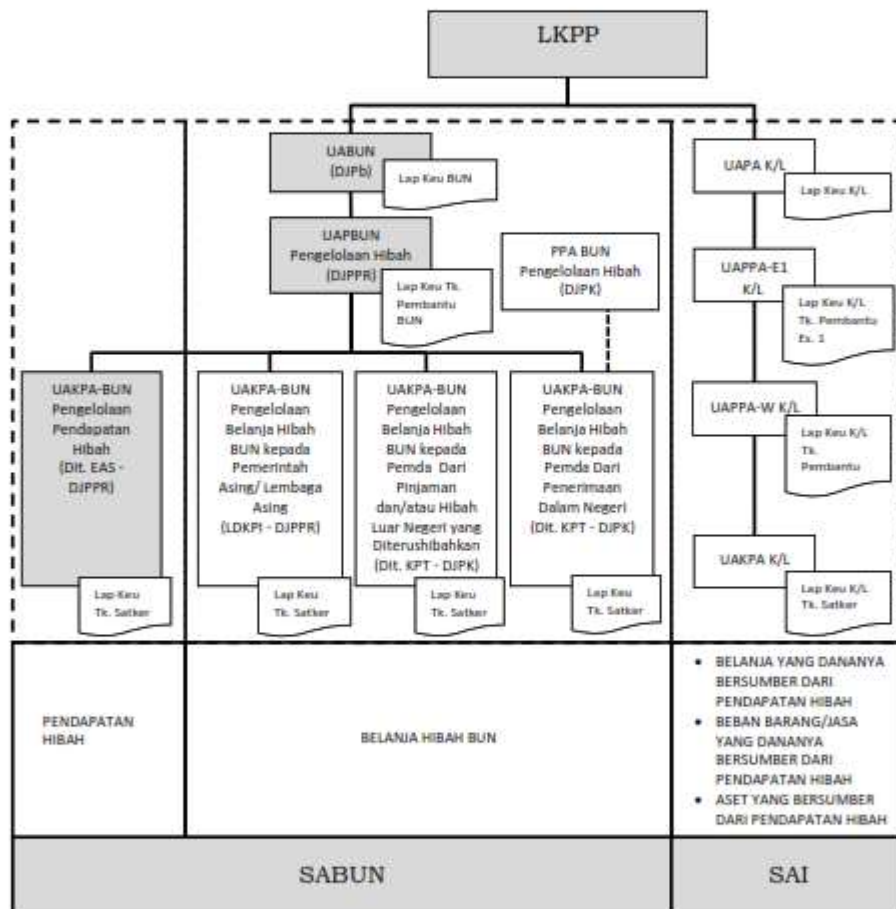 LKPP
UABUN
(DJPb)
Lap Keu BUN
UAPBUN
Pengelolaan Hibah
(DJPPR)
Lap Keu Tk.
Pembantu
BUN
PPA BUN
Pengelolaan Hibah
(DJPK)
UAKPA-BUN
Pengelolaan
Pendapatan
Hibah
(Dit. EAS -
DJPPR)
Lap Keu
Tk. Satker
UAKPA-BUN
Pengelolaan
Belanja Hibah
BUN kepada
Pemerintah
Asing/ Lembaga
Asing
(LDKPI - DJPPR)
Lap Keu
Tk. Satker
UAKPA-BUN
Pengelolaan
Belanja Hibah
BUN kepada
Pemda Dari
Pinjaman
dan/atau Hibah
Luar Negeri yang
Diterushibahkan
(Dit. KPT - DJPK)
Lap Keu
Tk. Satker
UAKPA-BUN
Pengelolaan
Belanja Hibah
BUN kepada
Pemda Dari
Penerimaan
Dalam Negeri
(Dit. KPT - DJPK)
Lap Keu
Tk. Satker
UAPA K/L
Lap Keu K/L
UAPPA-E1
K/L
Lap Keu K/L
Tk. Pembantu
Es. 1
UAPPA-W K/L
Lap Keu K/L
Tk.
Pembantu
UAKPA K/L
Lap Keu K/L
Tk. Satker
PENDAPATAN
HIBAH
BELANJA HIBAH BUN
• BELANJA YANG DANANYA
BERSUMBER DARI
PENDAPATAN HIBAH
• BEBAN BARANG/JASA
YANG DANANYA
BERSUMBER DARI
PENDAPATAN HIBAH
• ASET YANG BERSUMBER
DARI PENDAPATAN HIBAH
SABUN
SAI